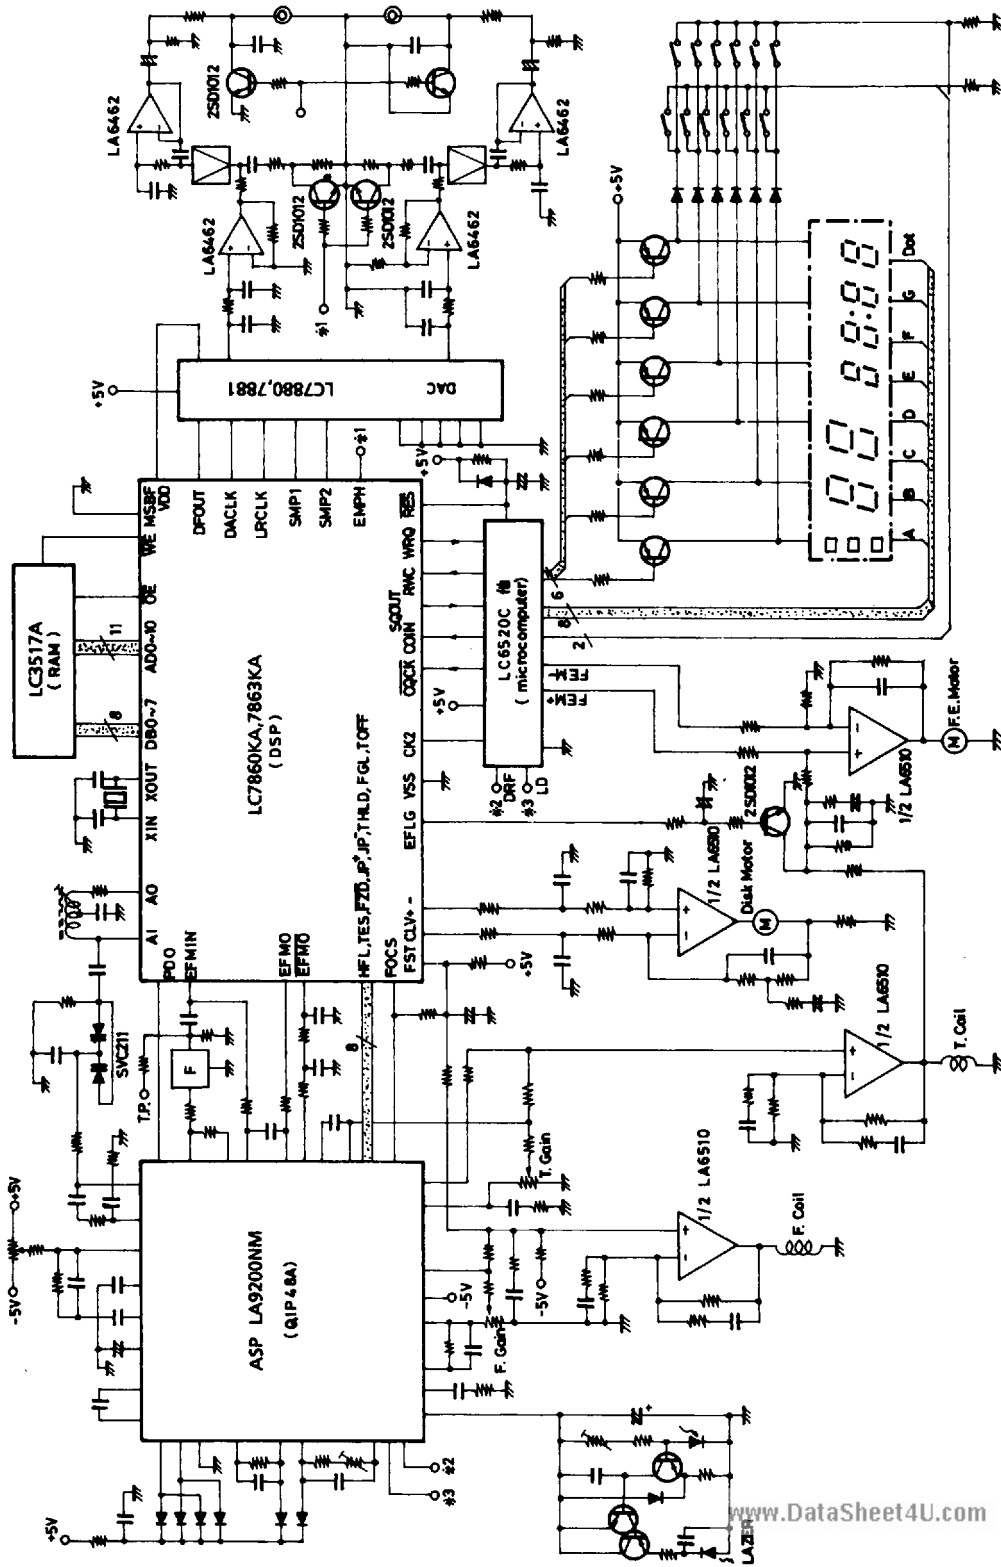 LC3517A
(RAM)
DB0~7
8
AD0~10
11
OE
WE
MSBF
VDD
XIN
XOUT
AI
AO
PDO
EFMIN
EFMO
EFMO
HFL,TES,FZD,JP+,JP-,THLD,FGL,TOFF
FOCS
FST
CLV+ -
EFLG
VSS
CK2
CQCK
COIN
SQOUT
RWC
WRQ
RES
DFOUT
DACLK
LRCLK
SMP1
SMP2
EMPH
LC7860KA,7863KA
(DSP)
+5V
LC7880,7881
DAC
※1
※1
LA6462
LA6462
LA6462
LA6462
2SD1012
2SD1012
2SD1012
+5V
LC6520C 他
(microcomputer)
+5V
FEM+
FEM-
2
8
6
※2
DRF
※3
LD
+5V
A
B
C
D
E
F
G
Dot
ASP LA9200NM
(QIP48A)
-5V
+5V
+5V
SVC211
T.P.
F
8
※2
※3
F. Gain
-5V
-5V
T. Gain
+5V
1/2 LA6510
F. Coil
1/2 LA6510
T. Coil
1/2 LA6510
Disk Motor
M
2SD1012
1/2 LA6510
M
F.E.Motor
LAZER
www.DataSheet4U.com